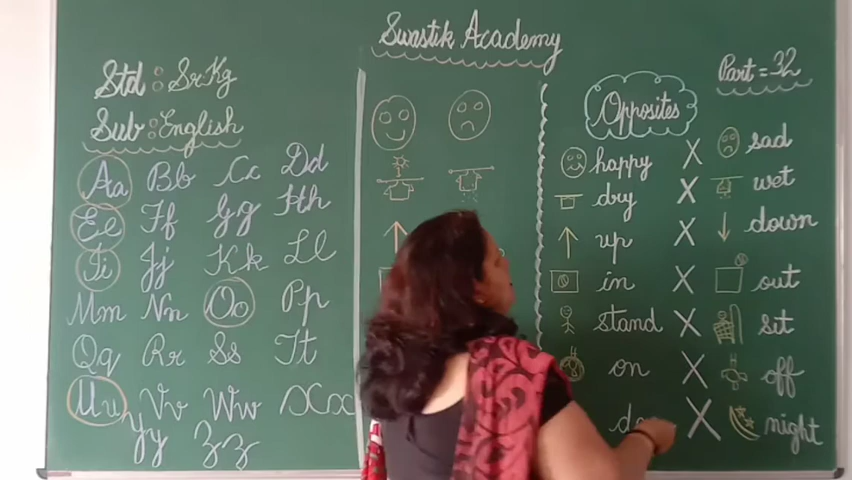 Swastik Academy
Std : Sr Kg
Sub : English
Aa Bb Cc Dd
Ee Ff Gg Hh
Ii Jj Kk Ll
Mm Nn Oo Pp
Qq Rr Ss Tt
Uu Vv Ww Xx
Yy Zz
Part = 32
Opposites
happy X sad
dry X wet
up X down
in X out
stand X sit
on X off
X night